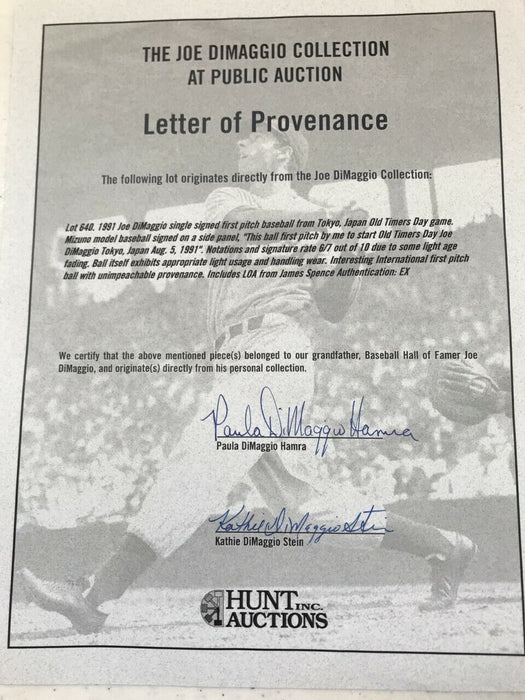 THE JOE DIMAGGIO COLLECTION
AT PUBLIC AUCTION
Letter of Provenance
The following lot originates directly from the Joe DiMaggio Collection:
Lot 640. 1991 Joe DiMaggio single signed first pitch baseball from Tokyo, Japan Old Timers Day game.
Mizuno model baseball signed on a side panel, "This ball first pitch by me to start Old Timers Day Joe
DiMaggio Tokyo, Japan Aug. 5, 1991". Notations and signature rate 6/7 out of 10 due to some light age
fading. Ball itself exhibits appropriate light usage and handling wear. Interesting International first pitch
ball with unimpeachable provenance. Includes LOA from James Spence Authentication: EX
We certify that the above mentioned piece(s) belonged to our grandfather, Baseball Hall of Famer Joe
DiMaggio, and originate(s) directly from his personal collection.
Paula DiMaggio Hamra
Paula DiMaggio Hamra
Kathie DiMaggio Stein
Kathie DiMaggio Stein
HUNT INC.
AUCTIONS